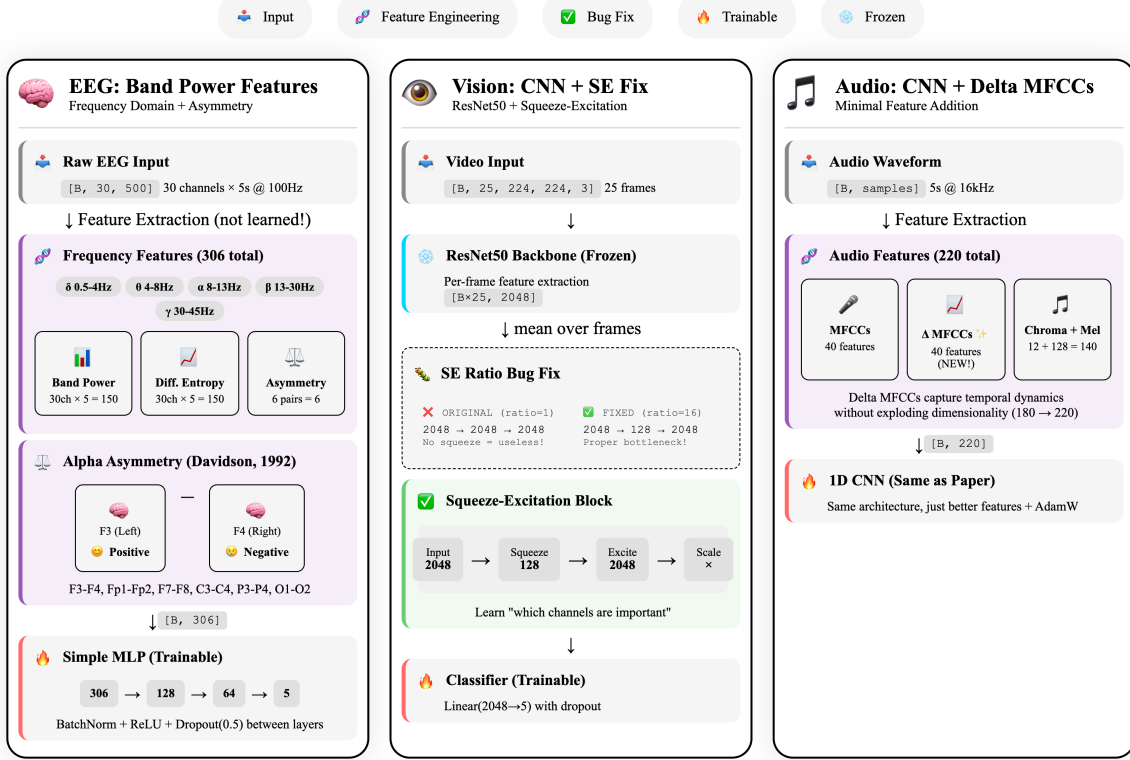 Input
Feature Engineering
Bug Fix
Trainable
Frozen
EEG: Band Power Features
Frequency Domain + Asymmetry
Raw EEG Input
[B, 30, 500] 30 channels × 5s @ 100Hz
↓ Feature Extraction (not learned!)
Frequency Features (306 total)
δ 0.5-4Hz θ 4-8Hz α 8-13Hz β 13-30Hz
γ 30-45Hz
Band Power
30ch × 5 = 150
Diff. Entropy
30ch × 5 = 150
Asymmetry
6 pairs = 6
Alpha Asymmetry (Davidson, 1992)
F3 (Left)
Positive
−
F4 (Right)
Negative
F3-F4, Fp1-Fp2, F7-F8, C3-C4, P3-P4, O1-O2
↓ [B, 306]
Simple MLP (Trainable)
306 → 128 → 64 → 5
BatchNorm + ReLU + Dropout(0.5) between layers
Vision: CNN + SE Fix
ResNet50 + Squeeze-Excitation
Video Input
[B, 25, 224, 224, 3] 25 frames
↓
ResNet50 Backbone (Frozen)
Per-frame feature extraction
[B×25, 2048]
↓ mean over frames
SE Ratio Bug Fix
❌ ORIGINAL (ratio=1)
2048 → 2048 → 2048
No squeeze = useless!
✅ FIXED (ratio=16)
2048 → 128 → 2048
Proper bottleneck!
Squeeze-Excitation Block
Input
2048
→
Squeeze
128
→
Excite
2048
→
Scale
×
Learn "which channels are important"
↓
Classifier (Trainable)
Linear(2048→5) with dropout
Audio: CNN + Delta MFCCs
Minimal Feature Addition
Audio Waveform
[B, samples] 5s @ 16kHz
↓ Feature Extraction
Audio Features (220 total)
MFCCs
40 features
Δ MFCCs ✨
40 features
(NEW!)
Chroma + Mel
12 + 128 = 140
Delta MFCCs capture temporal dynamics
without exploding dimensionality (180 → 220)
↓ [B, 220]
1D CNN (Same as Paper)
Same architecture, just better features + AdamW